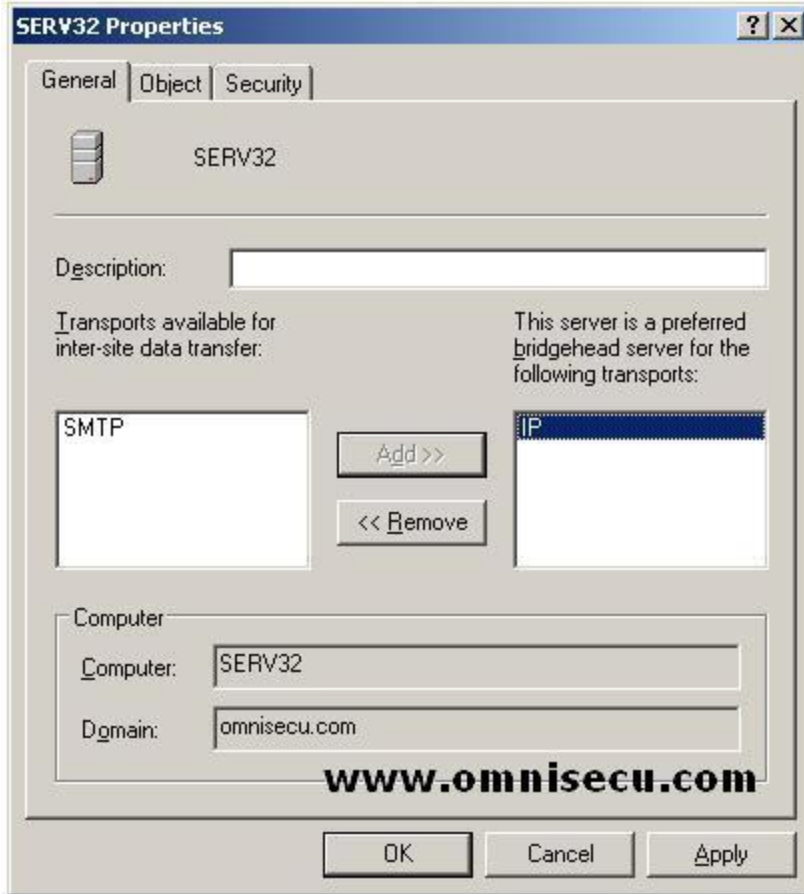 SERV32 Properties
General
Object
Security
SERV32
Description:
Transports available for
inter-site data transfer:
This server is a preferred
bridgehead server for the
following transports:
SMTP
Add >>
<< Remove
IP
Computer
Computer:
SERV32
Domain:
omnisecu.com
www.omnisecu.com
OK
Cancel
Apply